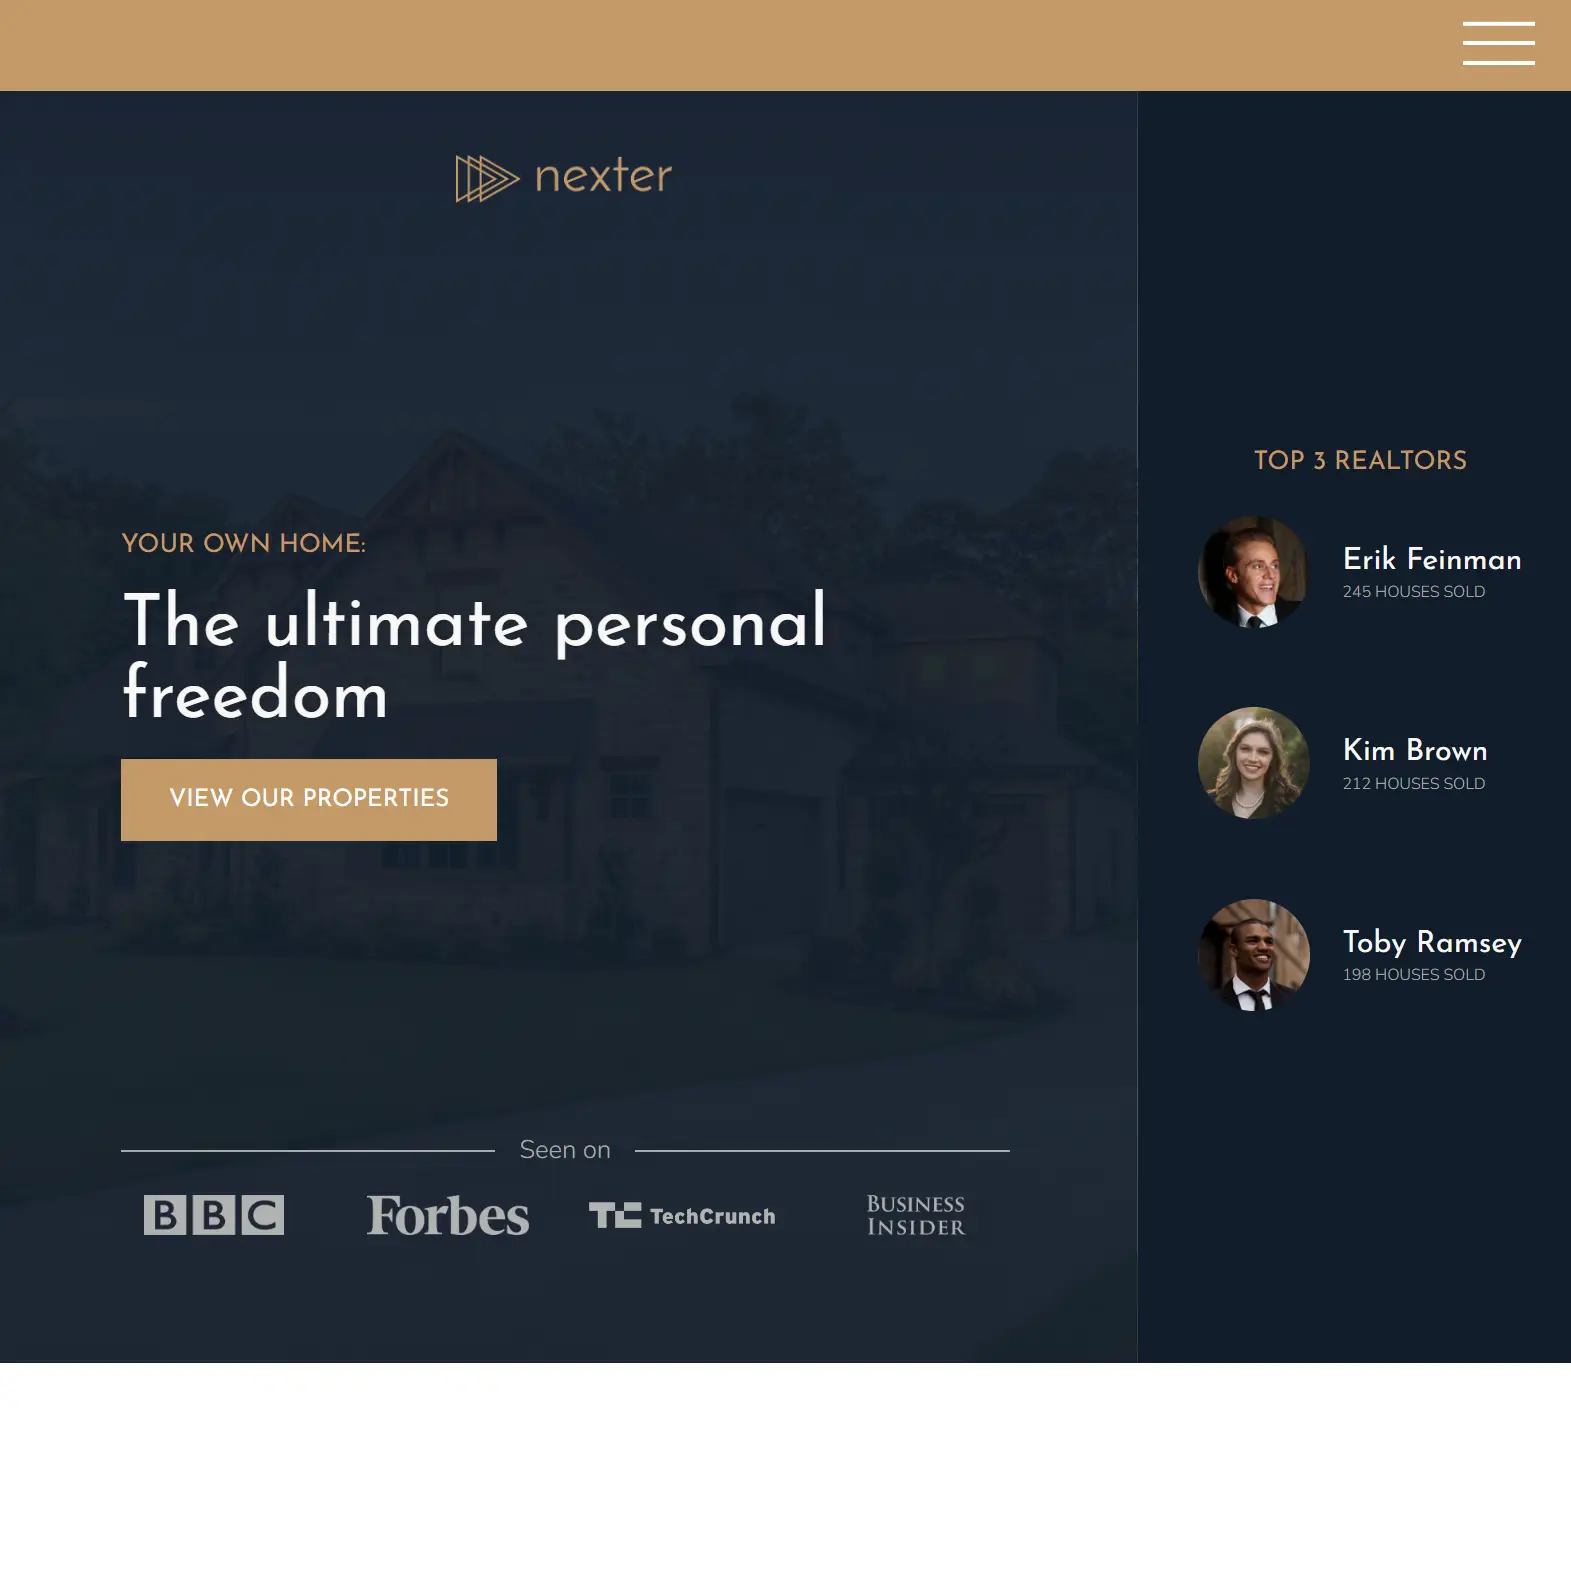 nexter
YOUR OWN HOME:
The ultimate personal
freedom
VIEW OUR PROPERTIES
Seen on
BBC
Forbes
TC TechCrunch
BUSINESS
INSIDER
TOP 3 REALTORS
Erik Feinman
245 HOUSES SOLD
Kim Brown
212 HOUSES SOLD
Toby Ramsey
198 HOUSES SOLD